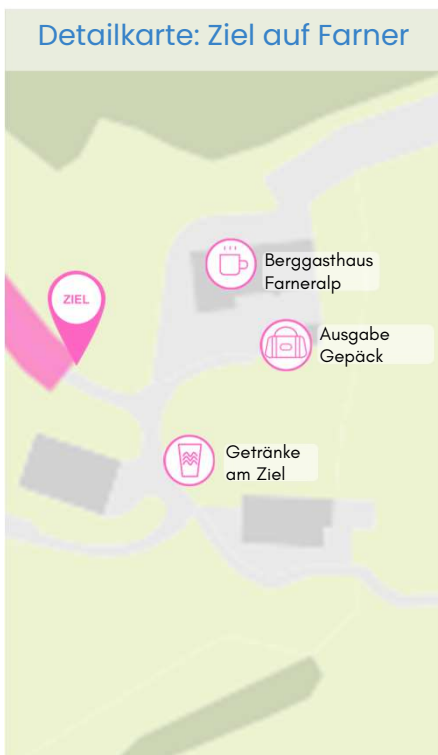 Detailkarte: Ziel auf Farner
Berggasthaus
Farneralp
ZIEL
Ausgabe
Gepäck
Getränke
am Ziel